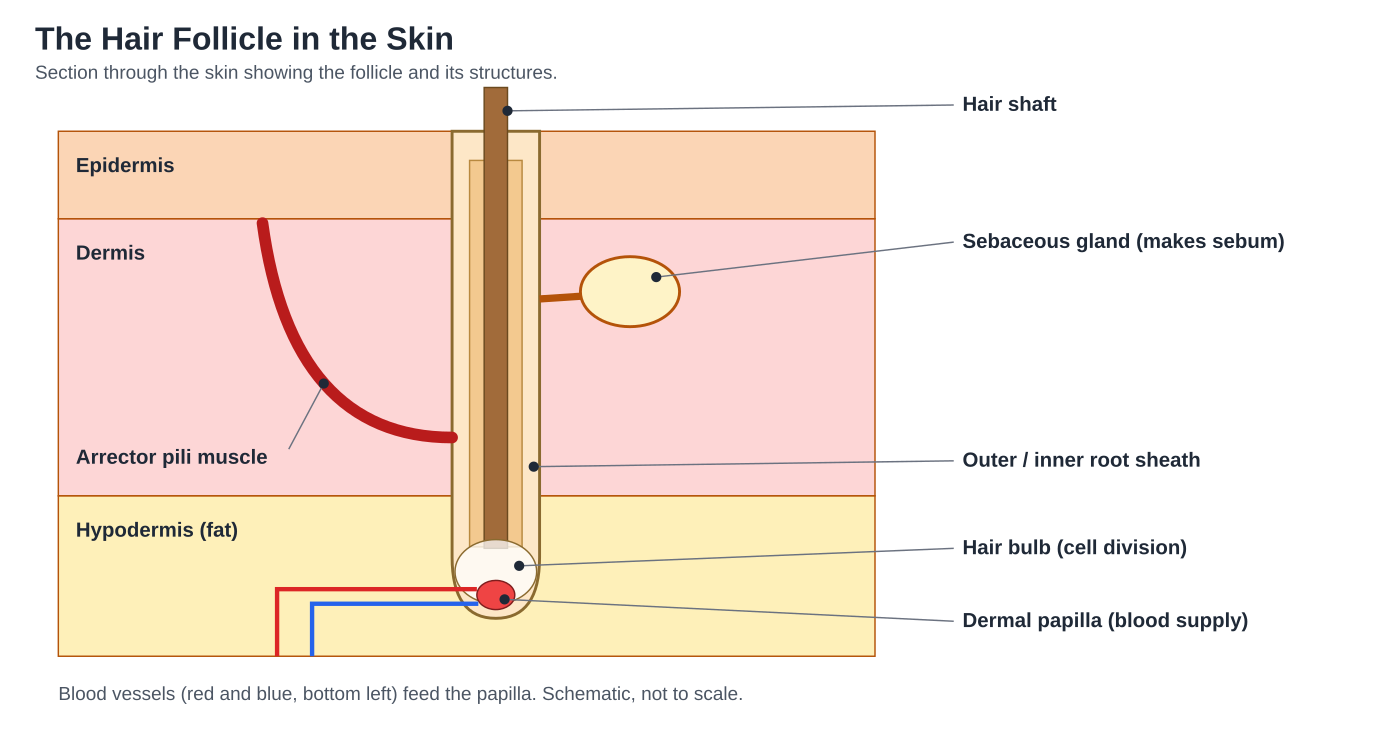 The Hair Follicle in the Skin
Section through the skin showing the follicle and its structures.
Hair shaft
Epidermis
Sebaceous gland (makes sebum)
Dermis
Arrector pili muscle
Outer / inner root sheath
Hypodermis (fat)
Hair bulb (cell division)
Dermal papilla (blood supply)
Blood vessels (red and blue, bottom left) feed the papilla. Schematic, not to scale.